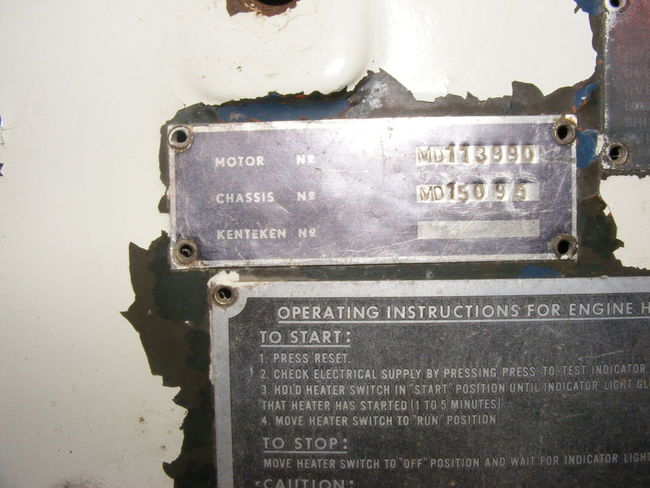 MOTOR Nº MD113990
CHASSIS Nº MD15094
KENTEKEN Nº
OPERATING INSTRUCTIONS FOR ENGINE H
TO START:
1. PRESS RESET.
2. CHECK ELECTRICAL SUPPLY BY PRESSING PRESS-TO-TEST INDICATOR
3. HOLD HEATER SWITCH IN "START" POSITION UNTIL INDICATOR LIGHT GL
THAT HEATER HAS STARTED (1 TO 5 MINUTES)
4. MOVE HEATER SWITCH TO "RUN" POSITION
TO STOP:
MOVE HEATER SWITCH TO "OFF" POSITION AND WAIT FOR INDICATOR LIGHT
CAUTION: